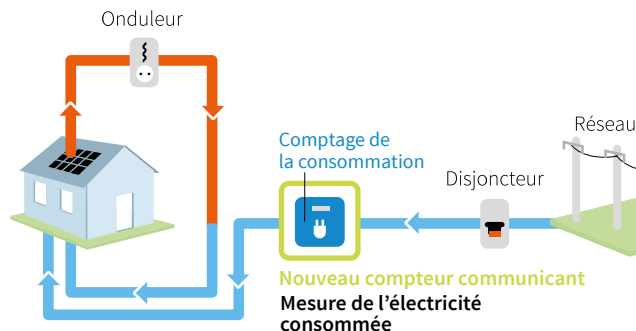 Onduleur
Réseau
Comptage de
la consommation
Disjoncteur
Nouveau compteur communicant
Mesure de l'électricité
consommée